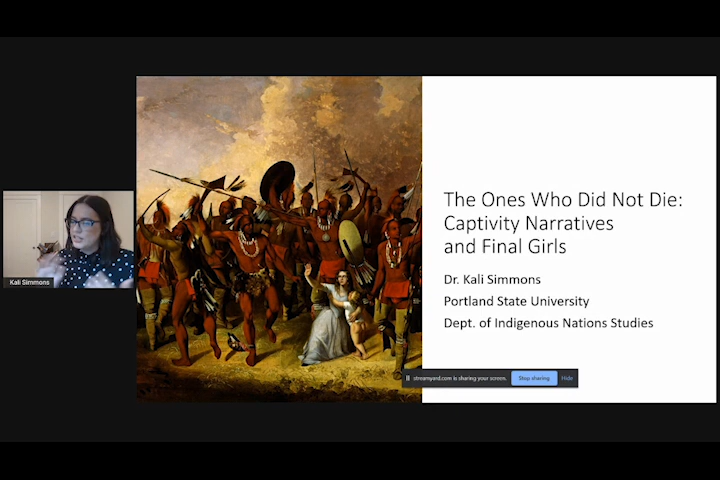 The Ones Who Did Not Die:
Captivity Narratives
and Final Girls
Dr. Kali Simmons
Portland State University
Dept. of Indigenous Nations Studies
Kali Simmons
streamyard.com is sharing your screen.
Stop sharing
Hide